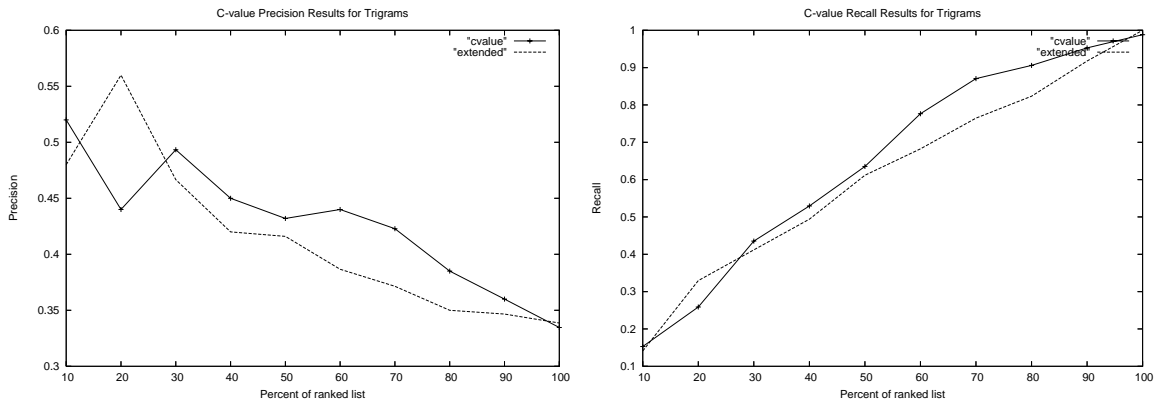 C-value Precision Results for Trigrams
0.6
0.55
0.5
0.45
0.4
0.35
0.3
Precision
"cvalue"
"extended"
10 20 30 40 50 60 70 80 90 100
Percent of ranked list
C-value Recall Results for Trigrams
1
0.9
0.8
0.7
0.6
0.5
0.4
0.3
0.2
0.1
Recall
"cvalue"
"extended"
10 20 30 40 50 60 70 80 90 100
Percent of ranked list